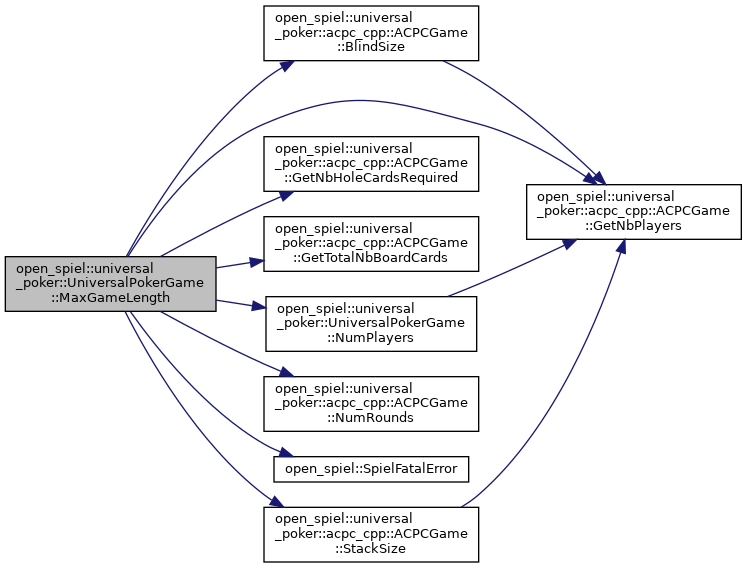 open_spiel::universal
_poker::UniversalPokerGame
::MaxGameLength
open_spiel::universal
_poker::acpc_cpp::ACPCGame
::BlindSize
open_spiel::universal
_poker::acpc_cpp::ACPCGame
::GetNbHoleCardsRequired
open_spiel::universal
_poker::acpc_cpp::ACPCGame
::GetTotalNbBoardCards
open_spiel::universal
_poker::UniversalPokerGame
::NumPlayers
open_spiel::universal
_poker::acpc_cpp::ACPCGame
::NumRounds
open_spiel::SpielFatalError
open_spiel::universal
_poker::acpc_cpp::ACPCGame
::StackSize
open_spiel::universal
_poker::acpc_cpp::ACPCGame
::GetNbPlayers